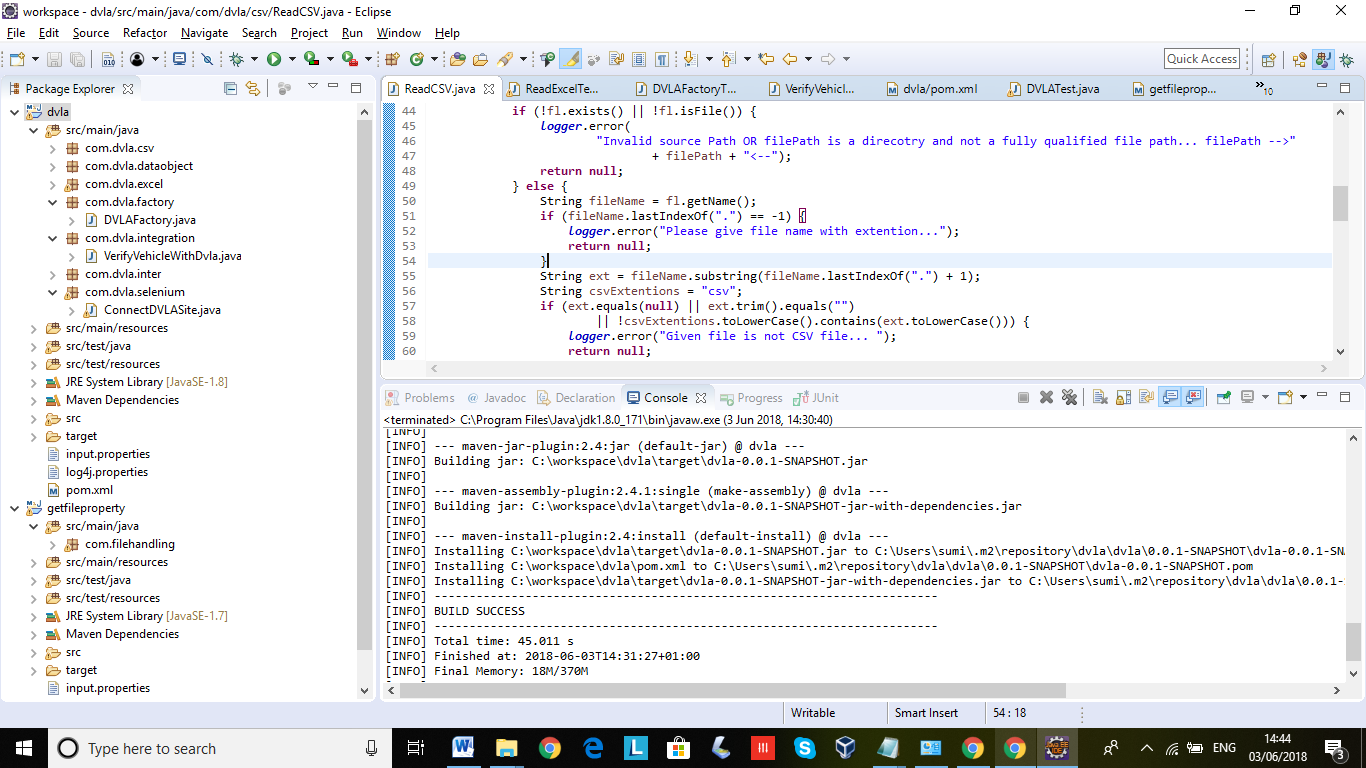 workspace - dvla/src/main/java/com/dvla/csv/ReadCSV.java - Eclipse
File Edit Source Refactor Navigate Search Project Run Window Help
Quick Access
Package Explorer
dvla
src/main/java
com.dvla.csv
com.dvla.dataobject
com.dvla.excel
com.dvla.factory
DVLAFactory.java
com.dvla.integration
VerifyVehicleWithDvla.java
com.dvla.inter
com.dvla.selenium
ConnectDVLASite.java
src/main/resources
src/test/java
src/test/resources
JRE System Library [JavaSE-1.8]
Maven Dependencies
src
target
input.properties
log4j.properties
pom.xml
getfileproperty
src/main/java
com.filehandling
src/main/resources
src/test/java
src/test/resources
JRE System Library [JavaSE-1.7]
Maven Dependencies
src
target
input.properties
ReadCSV.java ReadExcelTe... DVLAFactoryT... VerifyVehicl... dvla/pom.xml DVLATest.java getfileprop... »10
44 if (!fl.exists() || !fl.isFile()) {
45 logger.error(
46 "Invalid source Path OR filePath is a direcotry and not a fully qualified file path... filePath -->"
47 + filePath + "<--");
48 return null;
49 } else {
50 String fileName = fl.getName();
51 if (fileName.lastIndexOf(".") == -1) {
52 logger.error("Please give file name with extention...");
53 return null;
54 }
55 String ext = fileName.substring(fileName.lastIndexOf(".") + 1);
56 String csvExtentions = "csv";
57 if (ext.equals(null) || ext.trim().equals("")
58 || !csvExtentions.toLowerCase().contains(ext.toLowerCase())) {
59 logger.error("Given file is not CSV file... ");
60 return null;
Problems @ Javadoc Declaration Console Progress JUnit
<terminated> C:\Program Files\Java\jdk1.8.0_171\bin\javaw.exe (3 Jun 2018, 14:30:40)
[INFO]
[INFO] --- maven-jar-plugin:2.4:jar (default-jar) @ dvla ---
[INFO] Building jar: C:\workspace\dvla\target\dvla-0.0.1-SNAPSHOT.jar
[INFO]
[INFO] --- maven-assembly-plugin:2.4.1:single (make-assembly) @ dvla ---
[INFO] Building jar: C:\workspace\dvla\target\dvla-0.0.1-SNAPSHOT-jar-with-dependencies.jar
[INFO]
[INFO] --- maven-install-plugin:2.4:install (default-install) @ dvla ---
[INFO] Installing C:\workspace\dvla\target\dvla-0.0.1-SNAPSHOT.jar to C:\Users\sumi\.m2\repository\dvla\dvla\0.0.1-SNAPSHOT\dvla-0.0.1-SN
[INFO] Installing C:\workspace\dvla\pom.xml to C:\Users\sumi\.m2\repository\dvla\dvla\0.0.1-SNAPSHOT\dvla-0.0.1-SNAPSHOT.pom
[INFO] Installing C:\workspace\dvla\target\dvla-0.0.1-SNAPSHOT-jar-with-dependencies.jar to C:\Users\sumi\.m2\repository\dvla\dvla\0.0.1-
[INFO] ------------------------------------------------------------------------
[INFO] BUILD SUCCESS
[INFO] ------------------------------------------------------------------------
[INFO] Total time: 45.011 s
[INFO] Finished at: 2018-06-03T14:31:27+01:00
[INFO] Final Memory: 18M/370M
Writable Smart Insert 54 : 18
Type here to search
ENG
14:44
03/06/2018
3